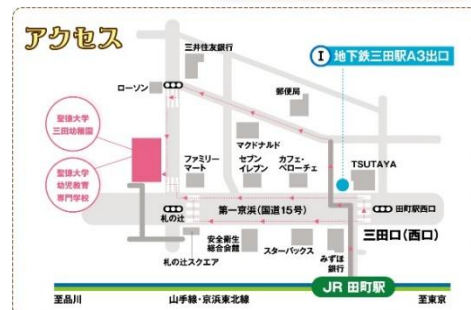 アクセス
三井住友銀行
Ⅰ 地下鉄三田駅A3出口
ローソン
郵便局
聖徳大学
三田幼稚園
マクドナルド
聖徳大学
幼児教育
専門学校
ファミリー
マート
セブン
イレブン
カフェ・
ベローチェ
TSUTAYA
札の辻
第一京浜(国道15号)
田町駅西口
三田口(西口)
札の辻スクエア
安全衛生
総合会館
スターバックス
みずほ
銀行
JR 田町駅
至品川
山手線・京浜東北線
至東京